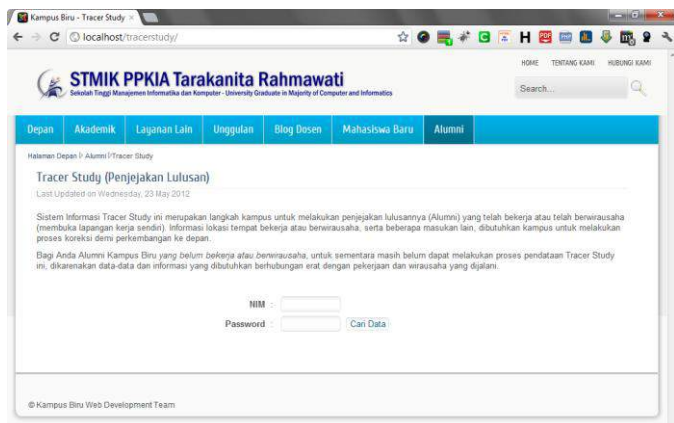 Kampus Biru - Tracer Study
localhost/tracerstudy/
HOME TENTANG KAMI HUBUNGI KAMI
STMIK PPKIA Tarakanita Rahmawati
Sekolah Tinggi Manajemen Informatika dan Komputer - University Graduate in Majority of Computer and Informatics
Search...
Depan Akademik Layanan Lain Unggulan Blog Dosen Mahasiswa Baru Alumni
Halaman Depan Alumni Tracer Study
Tracer Study (Penjejakan Lulusan)
Last Updated on Wednesday, 23 May 2012
Sistem Informasi Tracer Study ini merupakan langkah kampus untuk melakukan penjejakan lulusannya (Alumni) yang telah bekerja atau telah berwirausaha
(membuka lapangan kerja sendiri). Informasi lokasi tempat bekerja atau berwirausaha, serta beberapa masukan lain, dibutuhkan kampus untuk melakukan
proses koreksi demi perkembangan ke depan.
Bagi Anda Alumni Kampus Biru yang belum bekerja atau berwirausaha, untuk sementara masih belum dapat melakukan proses pendataan Tracer Study
ini, dikarenakan data-data dan informasi yang dibutuhkan berhubungan erat dengan pekerjaan dan wirausaha yang dijalani.
NIM :
Password : Cari Data
© Kampus Biru Web Development Team